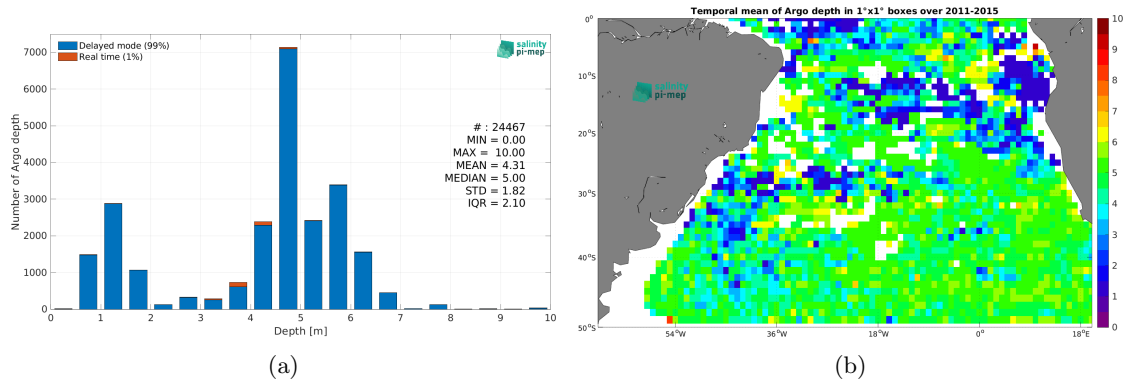 Delayed mode (99%)
Real time (1%)
salinity
pi-mep
# : 24467
MIN = 0.00
MAX = 10.00
MEAN = 4.31
MEDIAN = 5.00
STD = 1.82
IQR = 2.10
Number of Argo depth
7000
6000
5000
4000
3000
2000
1000
0
0 1 2 3 4 5 6 7 8 9 10
Depth [m]
(a)
Temporal mean of Argo depth in 1°x1° boxes over 2011-2015
salinity
pi-mep
0°
10°S
20°S
30°S
40°S
50°S
54°W 36°W 18°W 0° 18°E
10
9
8
7
6
5
4
3
2
1
0
(b)